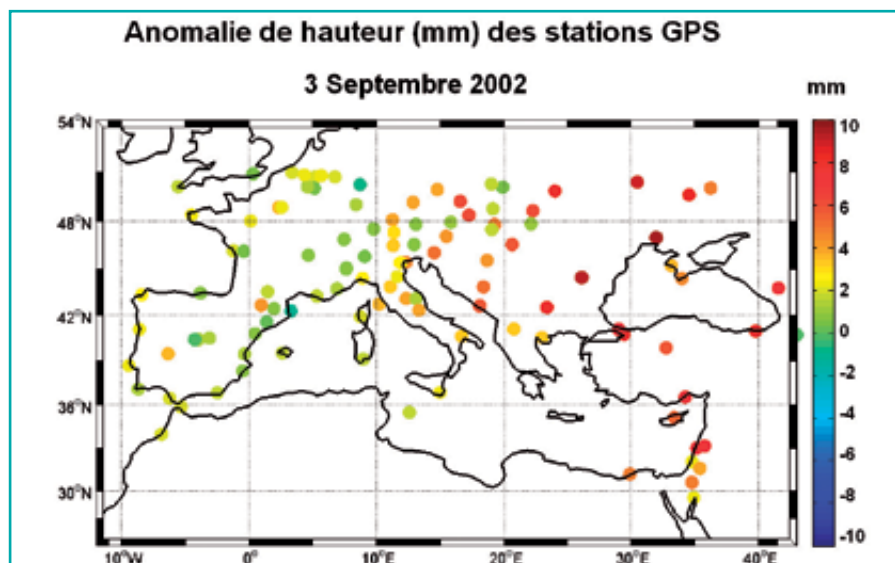 Anomalie de hauteur (mm) des stations GPS
3 Septembre 2002
mm
54°N
48°N
42°N
36°N
30°N
10°W
0°
10°E
20°E
30°E
40°E
10
8
6
4
2
0
-2
-4
-6
-8
-10